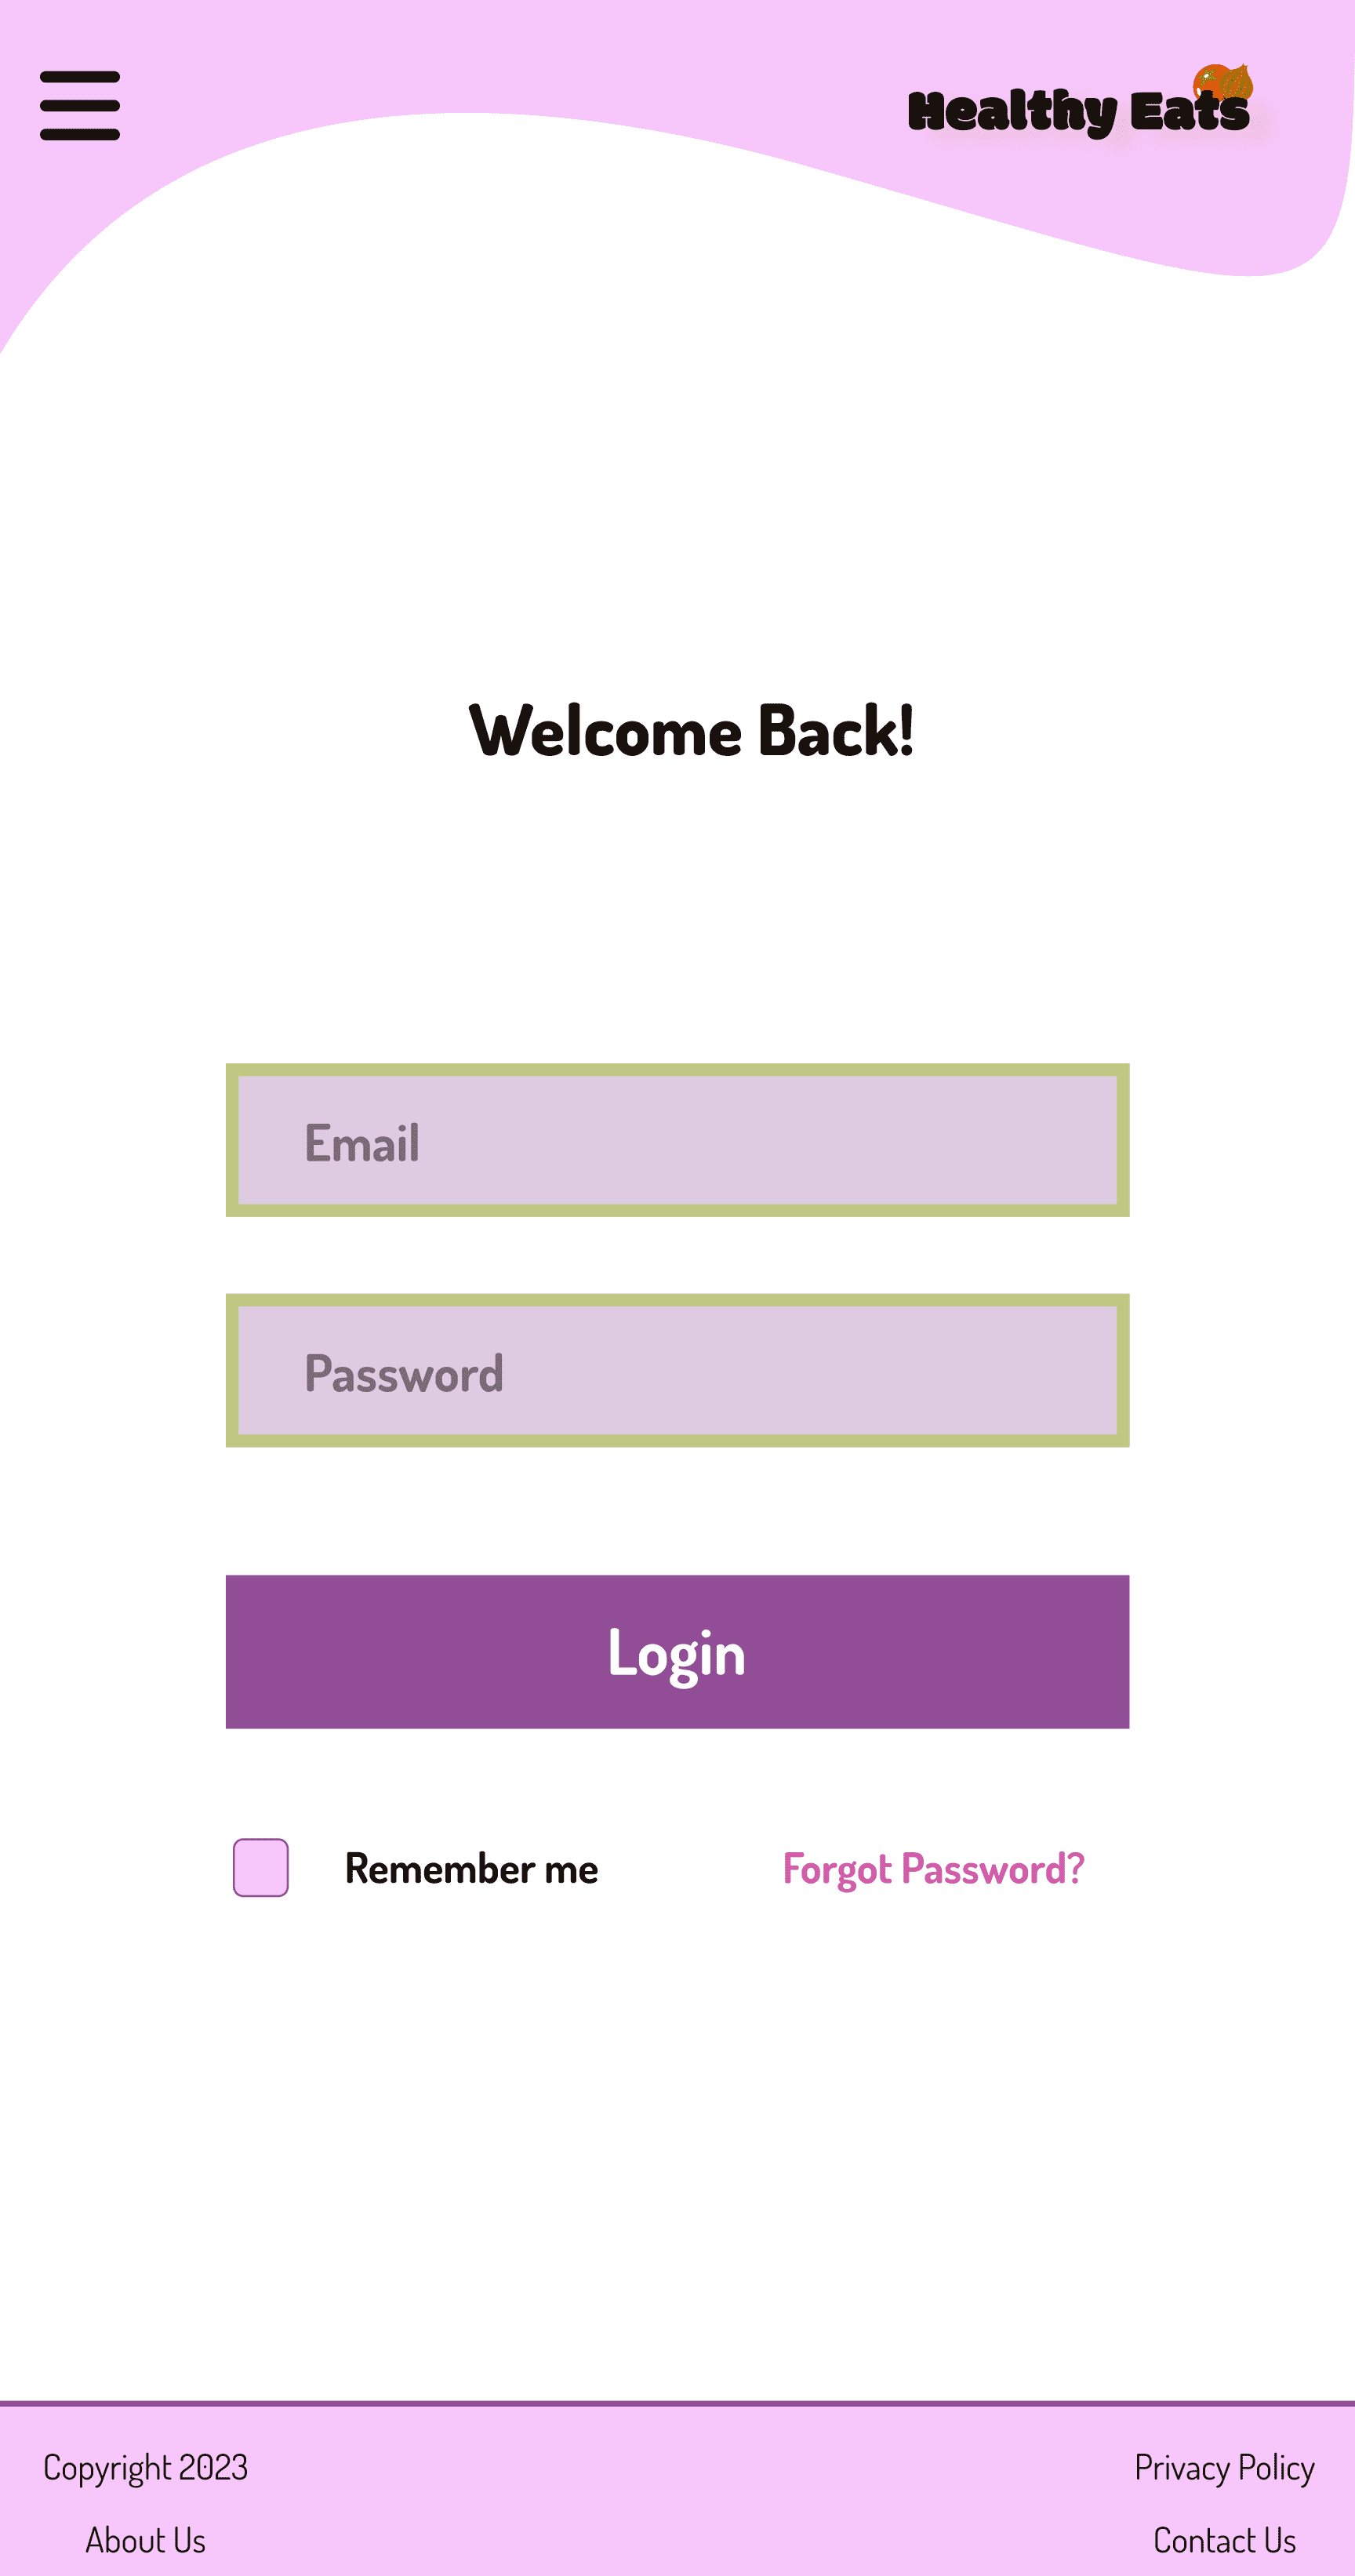 Healthy Eats
Welcome Back!
Email
Password
Login
Remember me
Forgot Password?
Copyright 2023
Privacy Policy
About Us
Contact Us